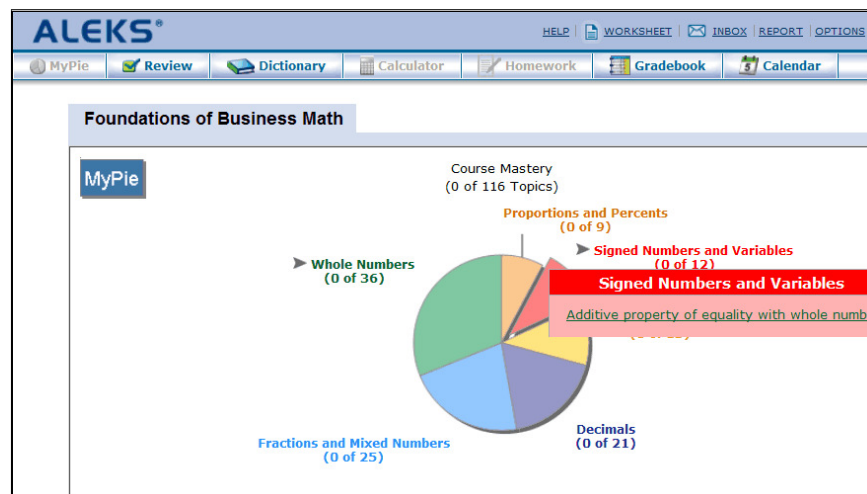 ALEKS®
HELP | WORKSHEET | INBOX | REPORT | OPTIONS
MyPie Review Dictionary Calculator Homework Gradebook 5 Calendar
Foundations of Business Math
MyPie
Course Mastery
(0 of 116 Topics)
Proportions and Percents
(0 of 9)
Signed Numbers and Variables
(0 of 12)
Whole Numbers
(0 of 36)
Signed Numbers and Variables
Additive property of equality with whole numb
Decimals
(0 of 21)
Fractions and Mixed Numbers
(0 of 25)